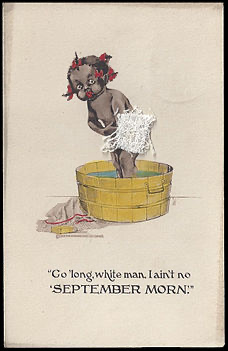 "Go 'long, white man. I ain't no
'SEPTEMBER MORN.'"